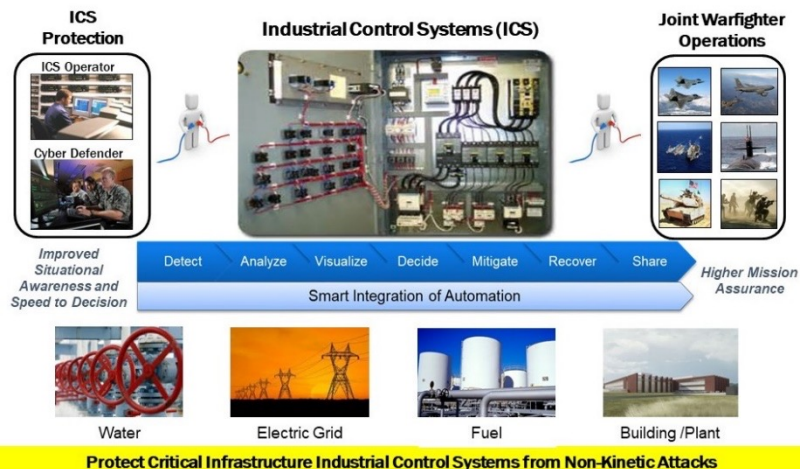 ICS
Protection
Industrial Control Systems (ICS)
Joint Warfighter
Operations
ICS Operator
Cyber Defender
Improved
Situational
Awareness and
Speed to Decision
Detect Analyze Visualize Decide Mitigate Recover Share
Smart Integration of Automation
Higher Mission
Assurance
Water
Electric Grid
Fuel
Building /Plant
Protect Critical Infrastructure Industrial Control Systems from Non-Kinetic Attacks